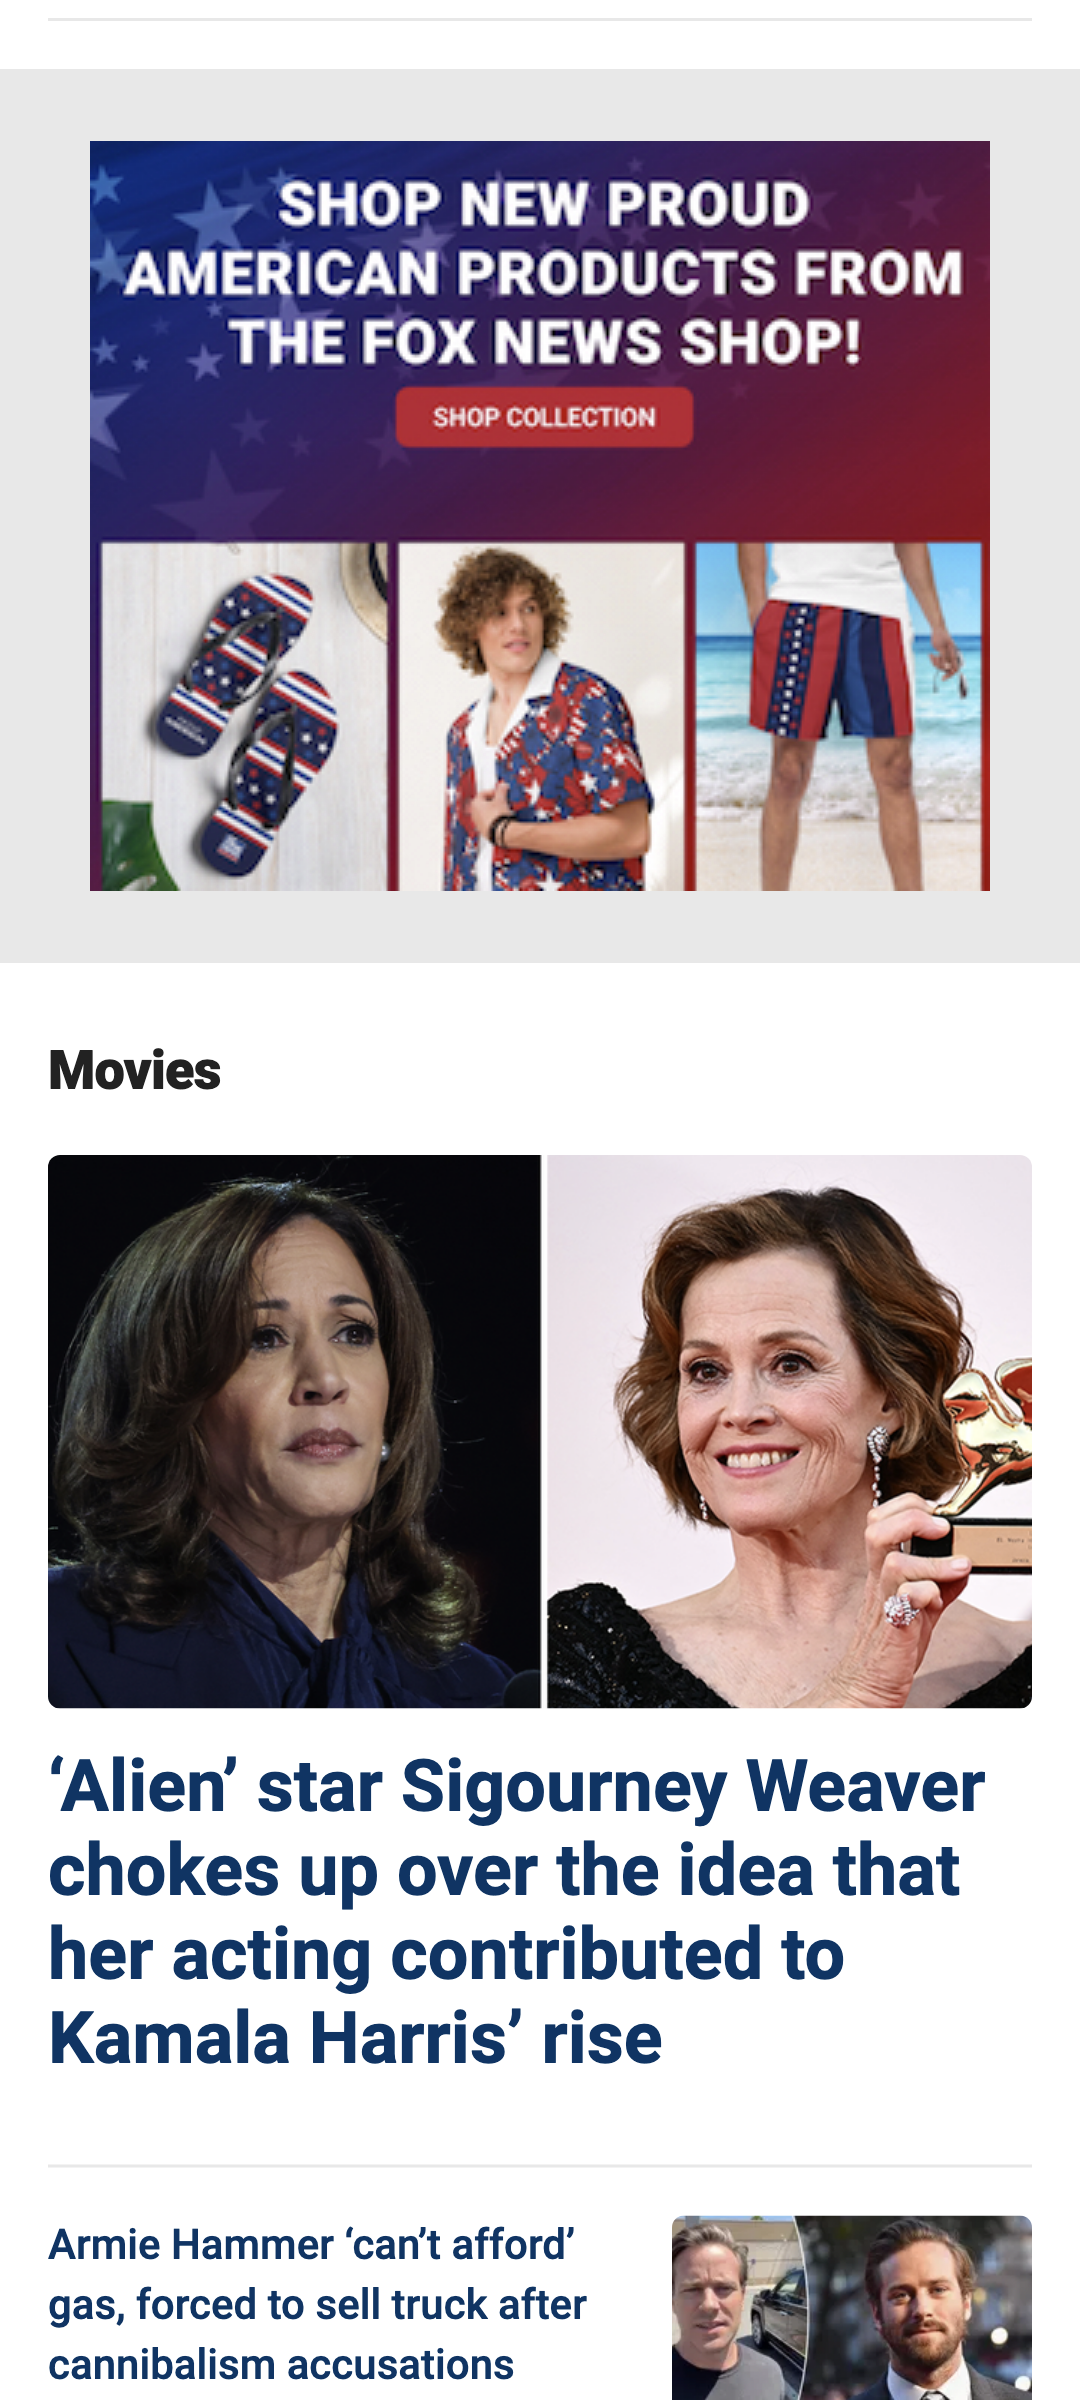 SHOP NEW PROUD
AMERICAN PRODUCTS FROM
THE FOX NEWS SHOP!
SHOP COLLECTION
Movies
‘Alien’ star Sigourney Weaver
chokes up over the idea that
her acting contributed to
Kamala Harris’ rise
Armie Hammer ‘can’t afford’
gas, forced to sell truck after
cannibalism accusations